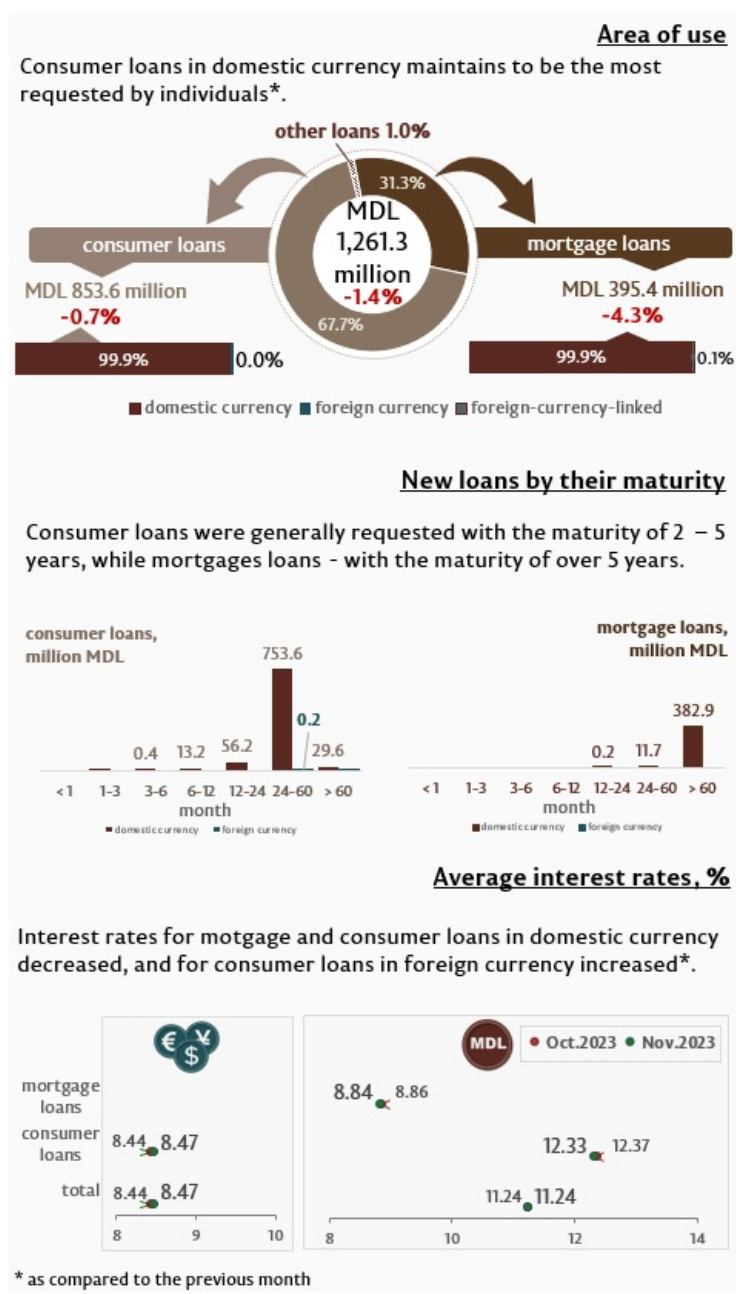 Area of use
Consumer loans in domestic currency maintains to be the most
requested by individuals*.
other loans 1.0%
31.3%
MDL
1,261.3
million
-1.4%
67.7%
consumer loans
MDL 853.6 million
-0.7%
99.9%
0.0%
mortgage loans
MDL 395.4 million
-4.3%
99.9%
0.1%
domestic currency
foreign currency
foreign-currency-linked
New loans by their maturity
Consumer loans were generally requested with the maturity of 2 – 5
years, while mortgages loans - with the maturity of over 5 years.
consumer loans,
million MDL
0.4
13.2
56.2
753.6
0.2
29.6
<1 1-3 3-6 6-12 12-24 24-60 >60
month
domestic currency foreign currency
mortgage loans,
million MDL
0.2
11.7
382.9
<1 1-3 3-6 6-12 12-24 24-60 >60
month
domestic currency foreign currency
Average interest rates, %
Interest rates for motgage and consumer loans in domestic currency
decreased, and for consumer loans in foreign currency increased*.
€ ¥
$
MDL
Oct.2023 Nov.2023
mortgage
loans
8.84 8.86
consumer
loans
8.44 8.47
12.33 12.37
total
8.44 8.47
11.24 11.24
8 9 10
8 10 12 14
* as compared to the previous month